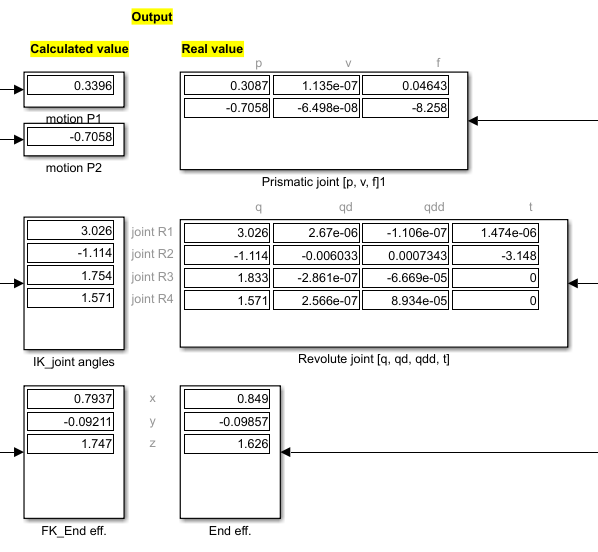 Output
Calculated value Real value
p v f
0.3396 0.3087 1.135e-07 0.04643
-0.7058 -6.498e-08 -8.258
motion P1
-0.7058
motion P2
Prismatic joint [p, v, f]1
q qd qdd t
3.026 joint R1 3.026 2.67e-06 -1.106e-07 1.474e-06
-1.114 joint R2 -1.114 -0.006033 0.0007343 -3.148
1.754 joint R3 1.833 -2.861e-07 -6.669e-05 0
1.571 joint R4 1.571 2.566e-07 8.934e-05 0
IK_joint angles Revolute joint [q, qd, qdd, t]
0.7937 x 0.849
-0.09211 y -0.09857
1.747 z 1.626
FK_End eff. End eff.